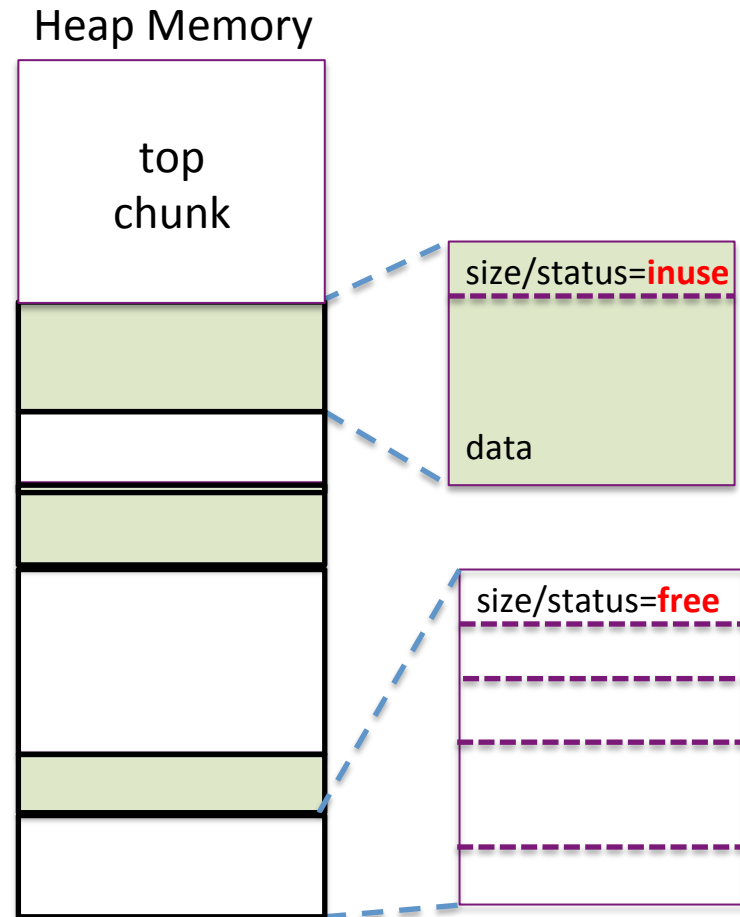 Heap Memory
top
chunk
size/status=inuse
data
size/status=free